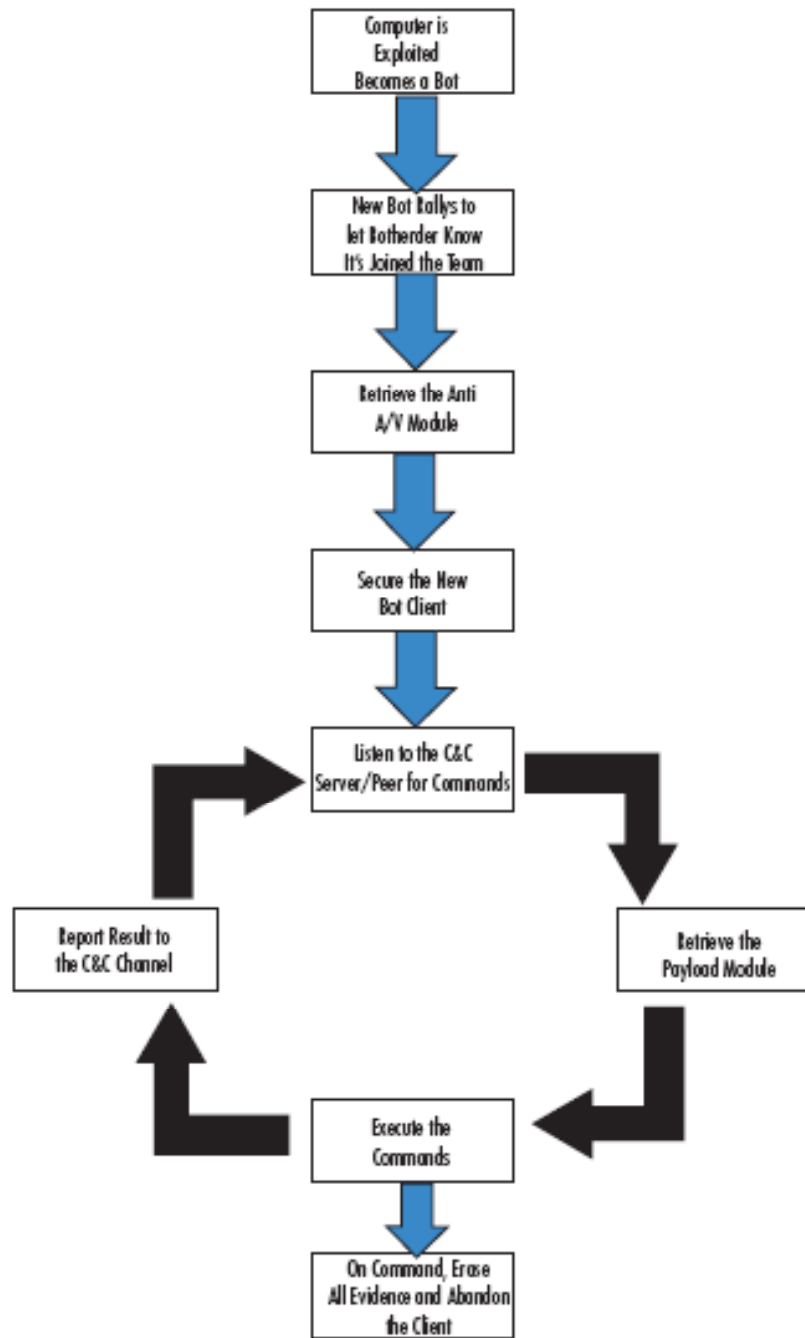 Computer is
Exploited
Becomes a Bot
New Bot Rallys to
let Botherder Know
It's Joined the Team
Retrieve the Anti
A/V Module
Secure the New
Bot Client
Listen to the C&C
Server/Peer for Commands
Report Result to
the C&C Channel
Retrieve the
Payload Module
Execute the
Commands
On Command, Erase
All Evidence and Abandon
the Client